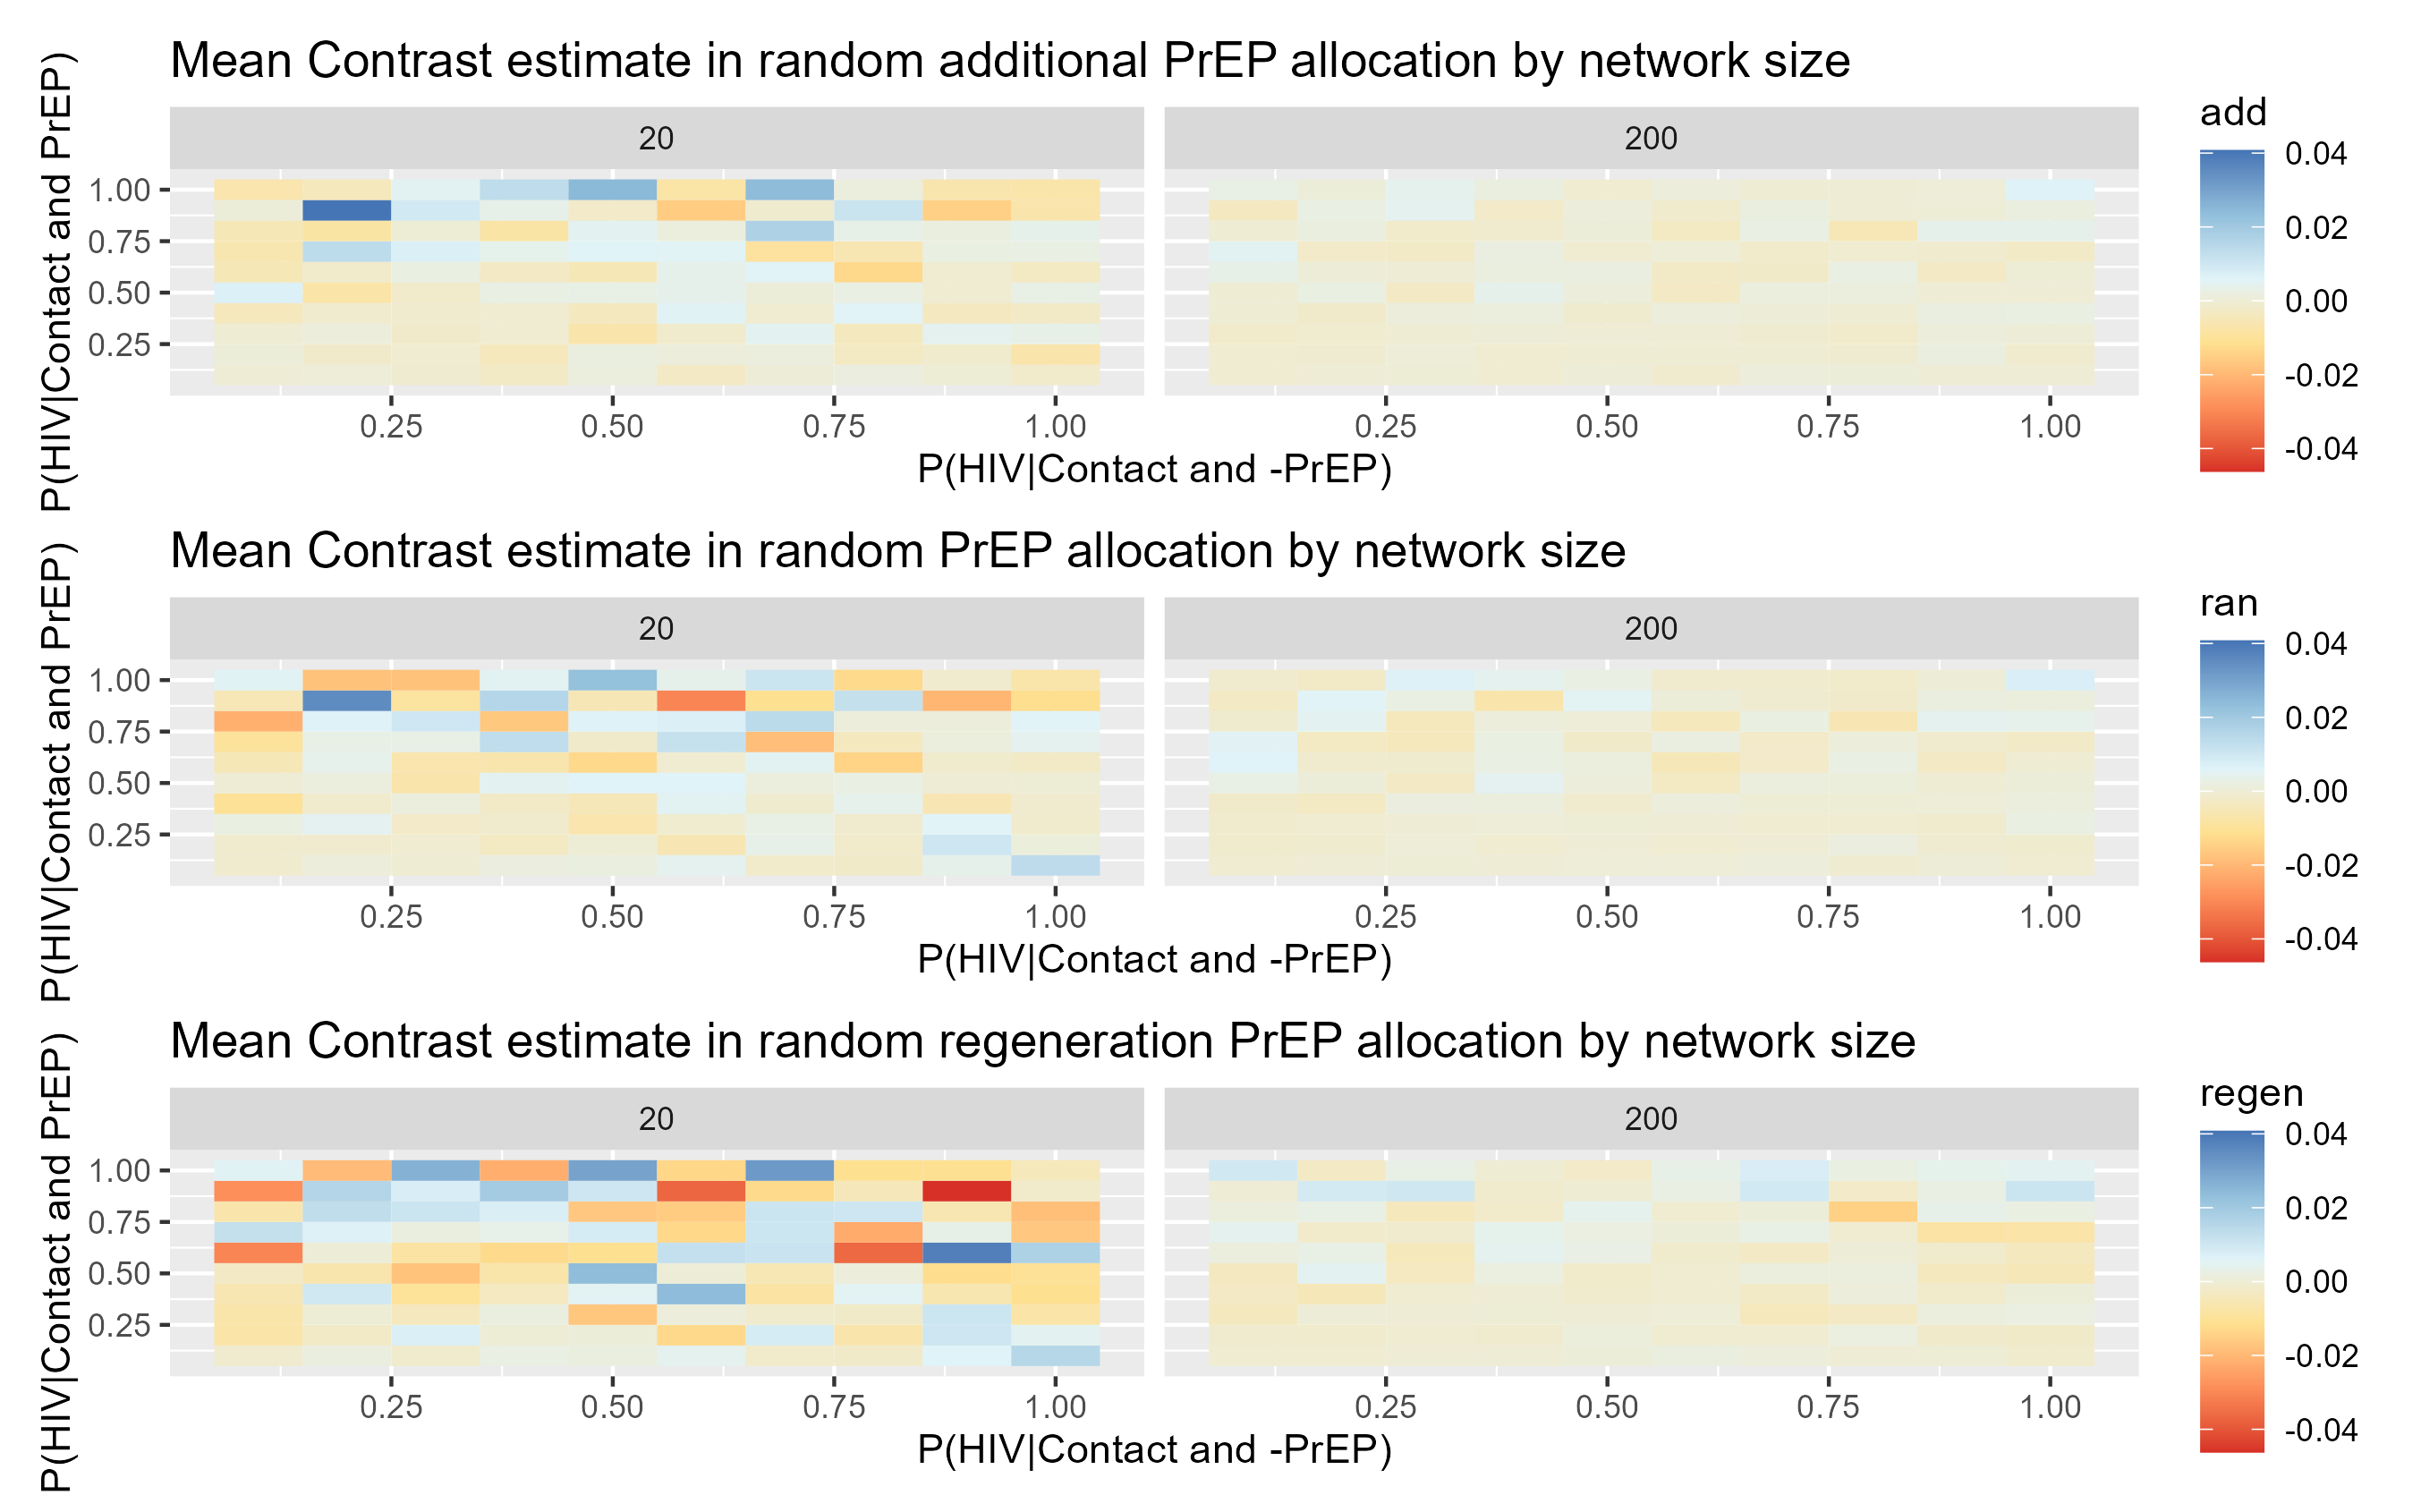 Mean Contrast estimate in random additional PrEP allocation by network size
P(HIV|Contact and PrEP)
20
200
1.00
0.75
0.50
0.25
0.25 0.50 0.75 1.00
0.25 0.50 0.75 1.00
P(HIV|Contact and -PrEP)
add
0.04
0.02
0.00
-0.02
-0.04
Mean Contrast estimate in random PrEP allocation by network size
P(HIV|Contact and PrEP)
20
200
1.00
0.75
0.50
0.25
0.25 0.50 0.75 1.00
0.25 0.50 0.75 1.00
P(HIV|Contact and -PrEP)
ran
0.04
0.02
0.00
-0.02
-0.04
Mean Contrast estimate in random regeneration PrEP allocation by network size
P(HIV|Contact and PrEP)
20
200
1.00
0.75
0.50
0.25
0.25 0.50 0.75 1.00
0.25 0.50 0.75 1.00
P(HIV|Contact and -PrEP)
regen
0.04
0.02
0.00
-0.02
-0.04